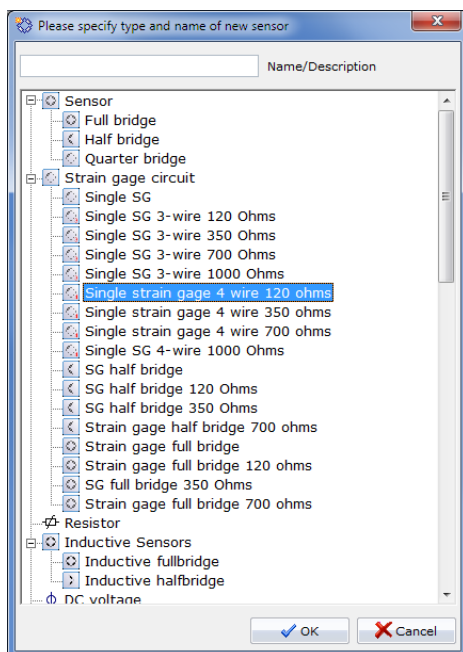 Please specify type and name of new sensor
Name/Description
Sensor
Full bridge
Half bridge
Quarter bridge
Strain gage circuit
Single SG
Single SG 3-wire 120 Ohms
Single SG 3-wire 350 Ohms
Single SG 3-wire 700 Ohms
Single SG 3-wire 1000 Ohms
Single strain gage 4 wire 120 ohms
Single strain gage 4 wire 350 ohms
Single strain gage 4 wire 700 ohms
Single SG 4-wire 1000 Ohms
SG half bridge
SG half bridge 120 Ohms
SG half bridge 350 Ohms
Strain gage half bridge 700 ohms
Strain gage full bridge
Strain gage full bridge 120 ohms
SG full bridge 350 Ohms
Strain gage full bridge 700 ohms
Resistor
Inductive Sensors
Inductive fullbridge
Inductive halfbridge
DC voltage
OK Cancel